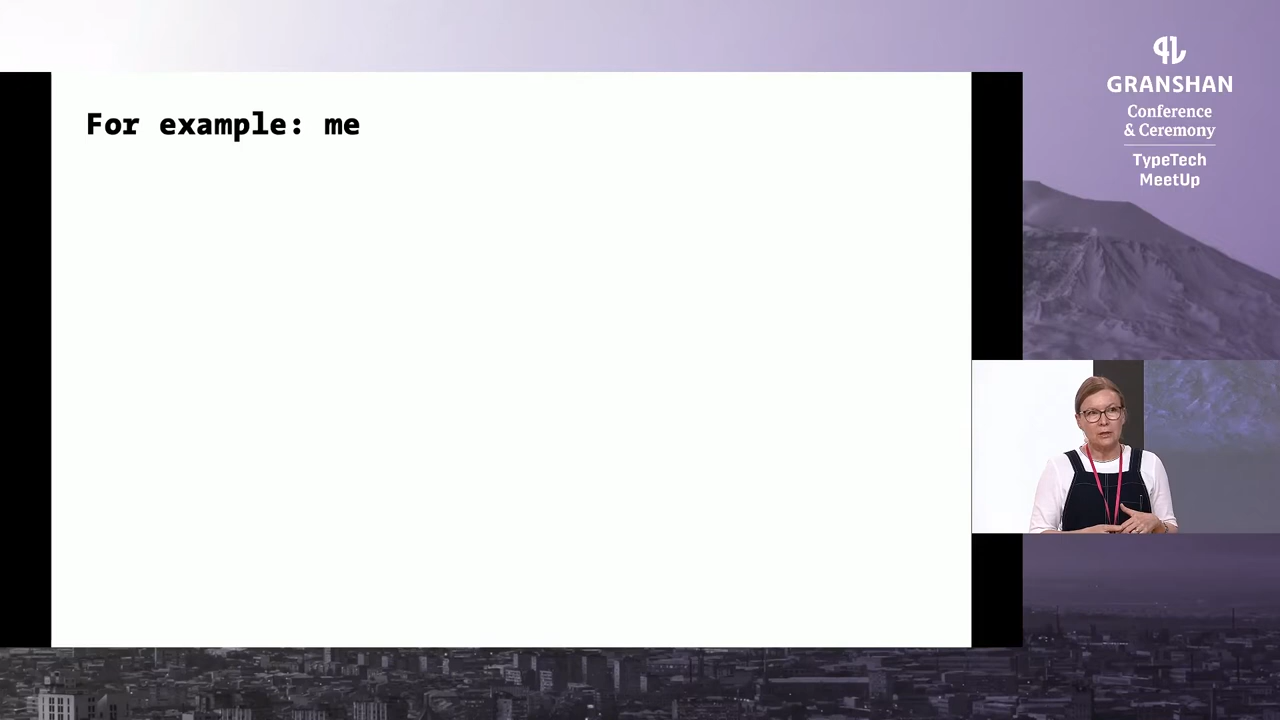 For example: me
GRANSHAN
Conference
& Ceremony
TypeTech
MeetUp